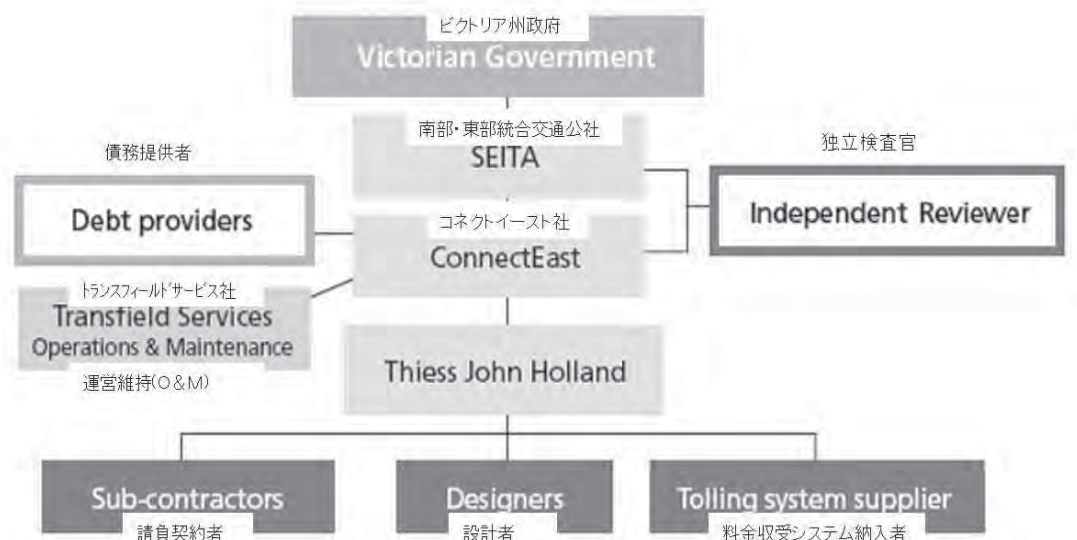 ビクトリア州政府
Victorian Government
南部・東部統合交通公社
SEITA
債務提供者
Debt providers
独立検査官
Independent Reviewer
コネクトイースト社
ConnectEast
トランスフィールドサービス社
Transfield Services
Operations & Maintenance
運営維持(O&M)
Thiess John Holland
Sub-contractors
請負契約者
Designers
設計者
Tolling system supplier
料金収受システム納入者